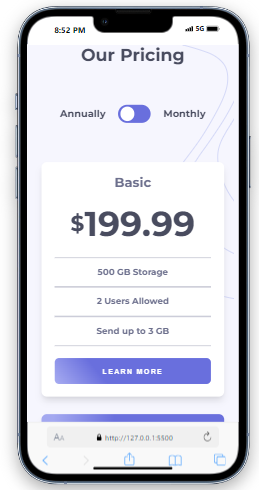 8:52 PM 5G
Our Pricing
Annually Monthly
Basic
$199.99
500 GB Storage
2 Users Allowed
Send up to 3 GB
LEARN MORE
AA http://127.0.0.1:5500